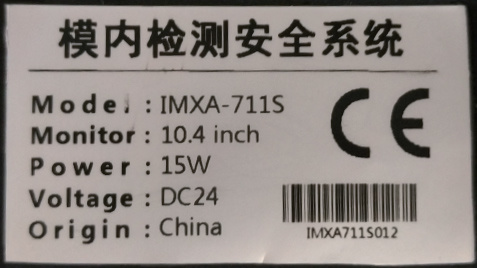 模内检测安全系统
Model : IMXA-711S
Monitor : 10.4 inch
Power : 15W
Voltage : DC24
Origin : China
CE
IMXA711S012